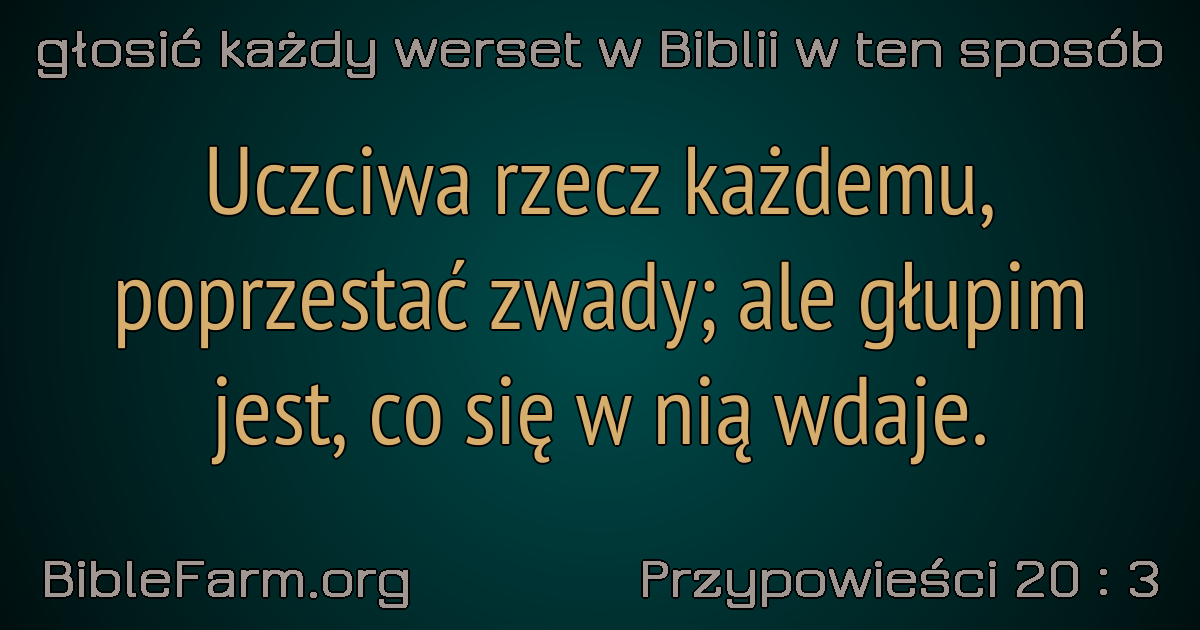 głosić każdy werset w Biblii w ten sposób
Uczciwa rzecz każdemu,
poprzestać zwady; ale głupim
jest, co się w nią wdaje.
BibleFarm.org
Przypowieści 20 : 3